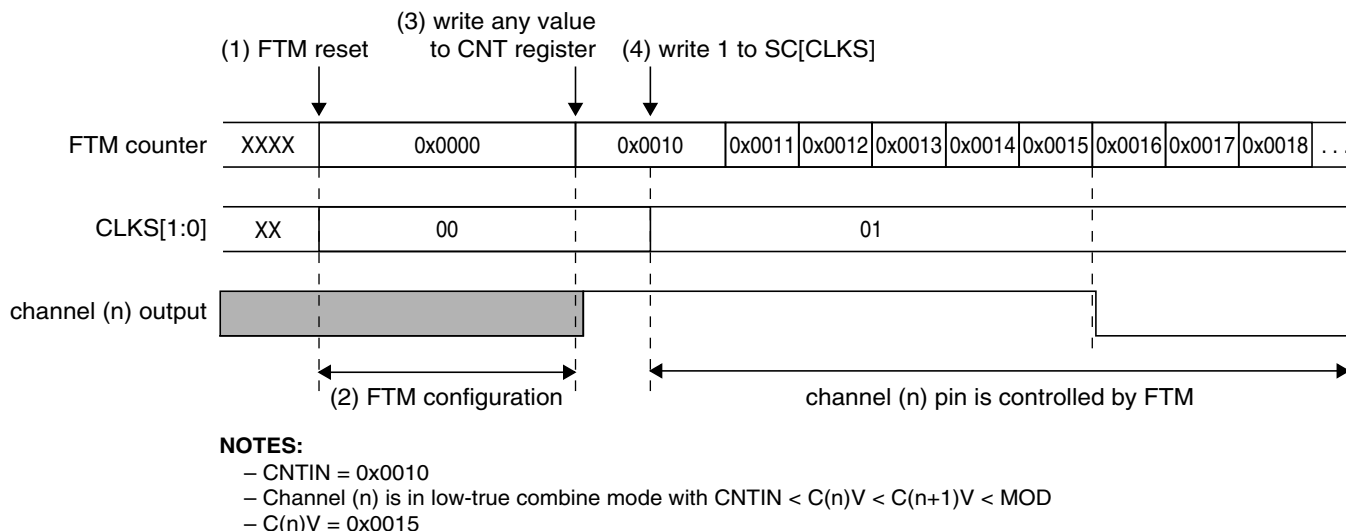 (3) write any value
(1) FTM reset to CNT register (4) write 1 to SC[CLKS]
FTM counter XXXX 0x0000 0x0010 0x0011 0x0012 0x0013 0x0014 0x0015 0x0016 0x0017 0x0018 . . .
CLKS[1:0] XX 00 01
channel (n) output
(2) FTM configuration channel (n) pin is controlled by FTM
NOTES:
– CNTIN = 0x0010
– Channel (n) is in low-true combine mode with CNTIN < C(n)V < C(n+1)V < MOD
– C(n)V = 0x0015